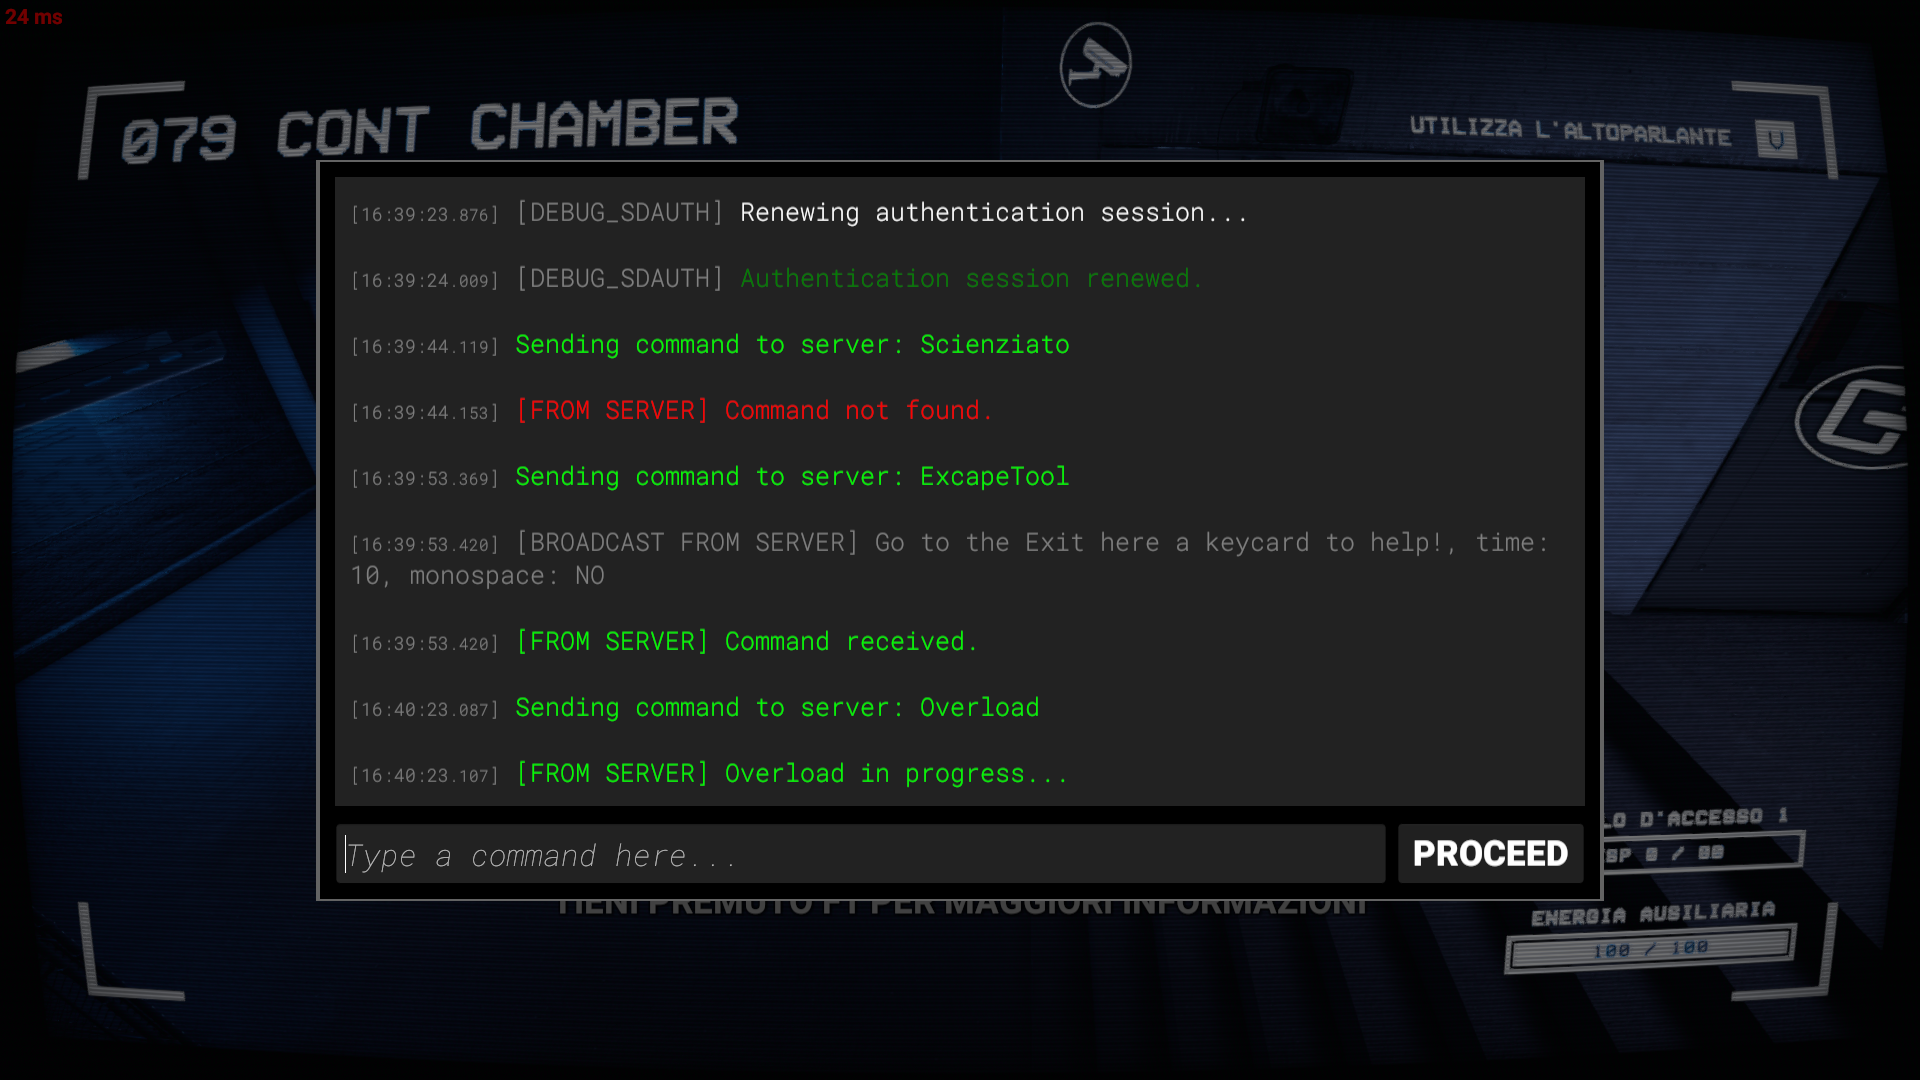 24 ms
079 CONT CHAMBER
UTILIZZA L'ALTOPARLANTE U
[16:39:23.876] [DEBUG_SDAUTH] Renewing authentication session...
[16:39:24.009] [DEBUG_SDAUTH] Authentication session renewed.
[16:39:44.119] Sending command to server: Scienziato
[16:39:44.153] [FROM SERVER] Command not found.
[16:39:53.369] Sending command to server: ExcapeTool
[16:39:53.420] [BROADCAST FROM SERVER] Go to the Exit here a keycard to help!, time:
10, monospace: NO
[16:39:53.420] [FROM SERVER] Command received.
[16:40:23.087] Sending command to server: Overload
[16:40:23.107] [FROM SERVER] Overload in progress...
Type a command here...
PROCEED
LO D'ACCESSO 1
TIENI PREMUTO F1 PER MAGGIORI INFORMAZIONI
ENERGIA AUSILIARIA
100 / 100